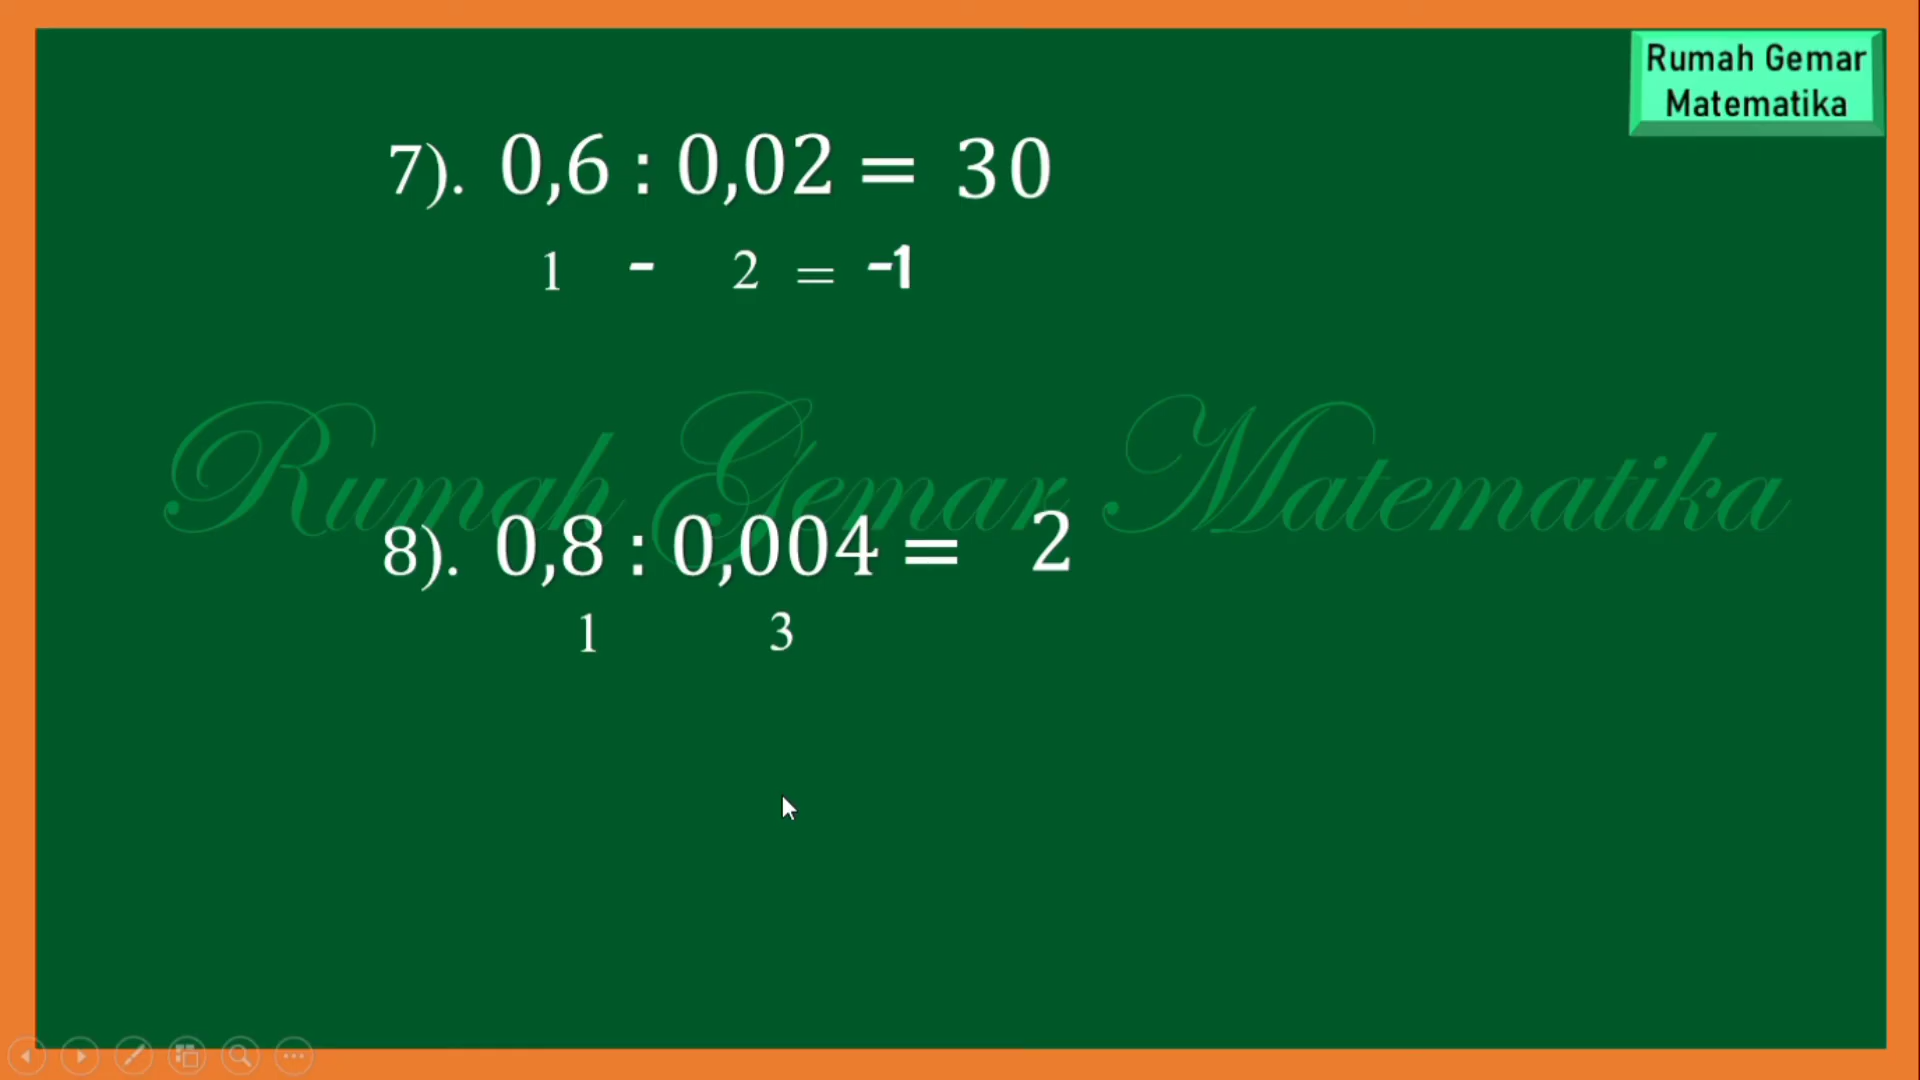 Rumah Gemar
Matematika
7). 0,6 : 0,02 = 30
1 - 2 = -1
Rumah Gemar Matematika
8). 0,8 : 0,004 = 2
1 3